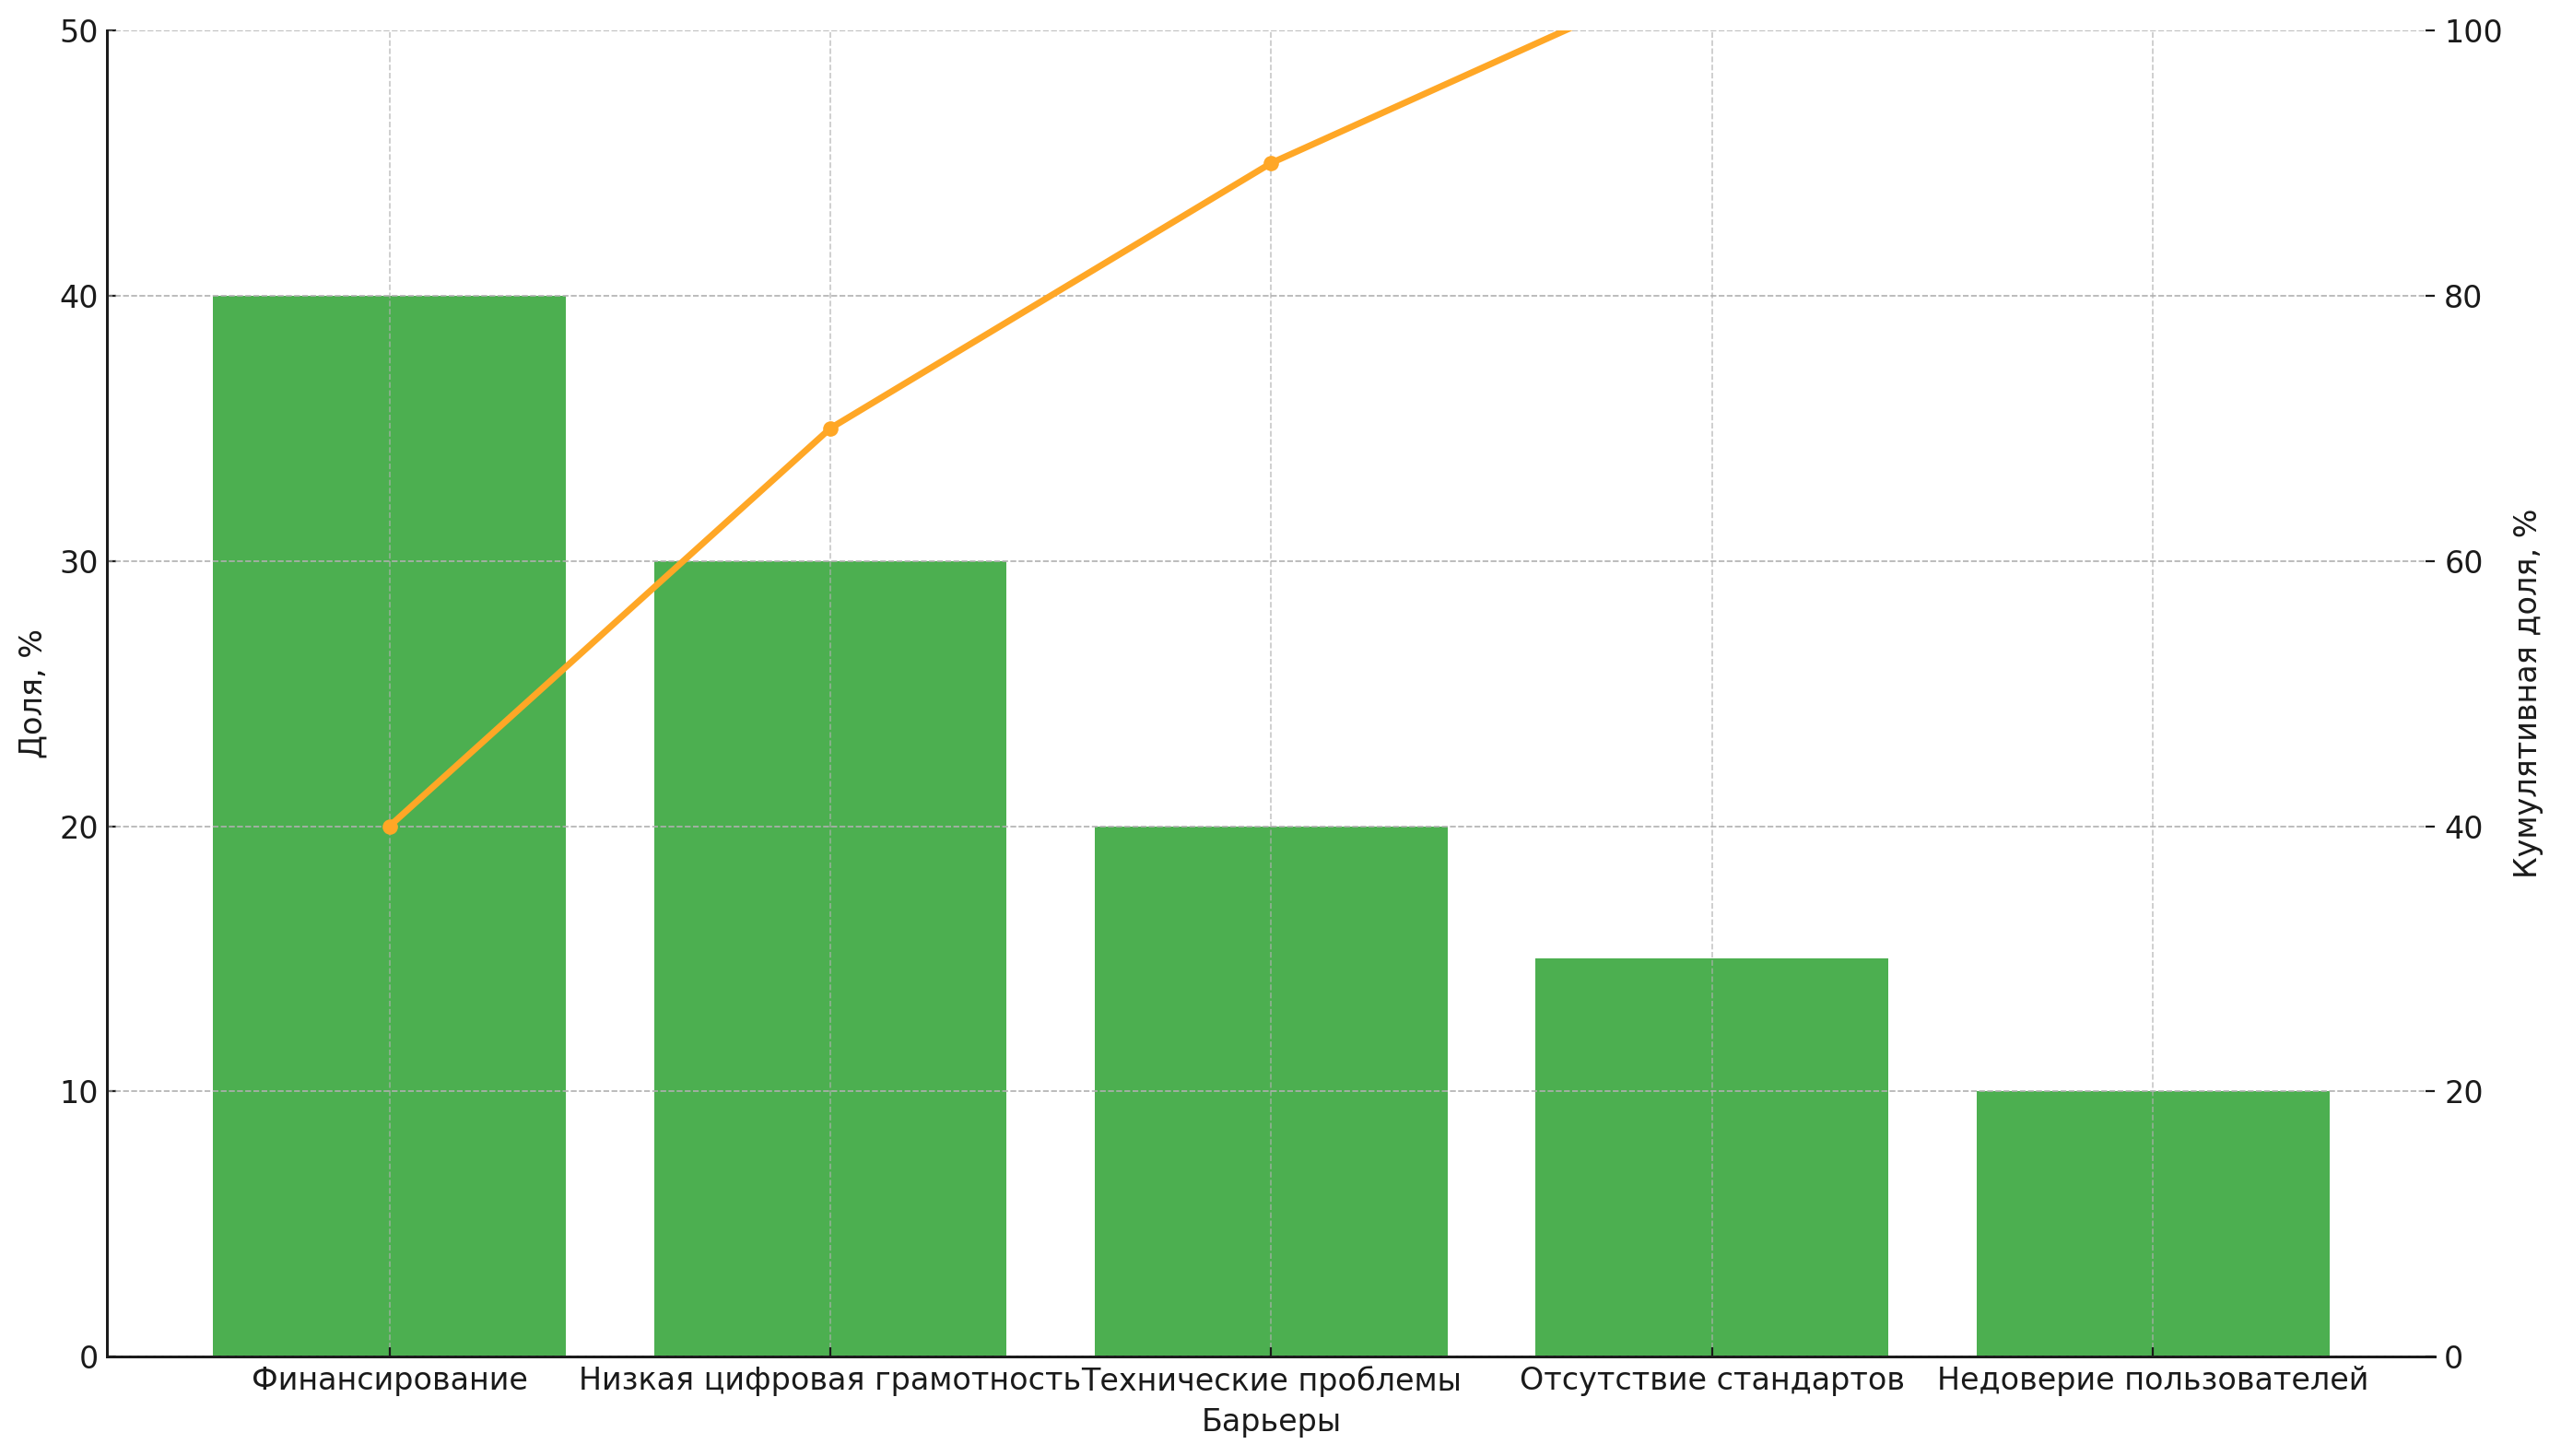 50
40
30
20
10
0
Доля, %
100
80
60
40
20
0
Кумулятивная доля, %
Финансирование
Низкая цифровая грамотность
Технические проблемы
Отсутствие стандартов
Недоверие пользователей
Барьеры